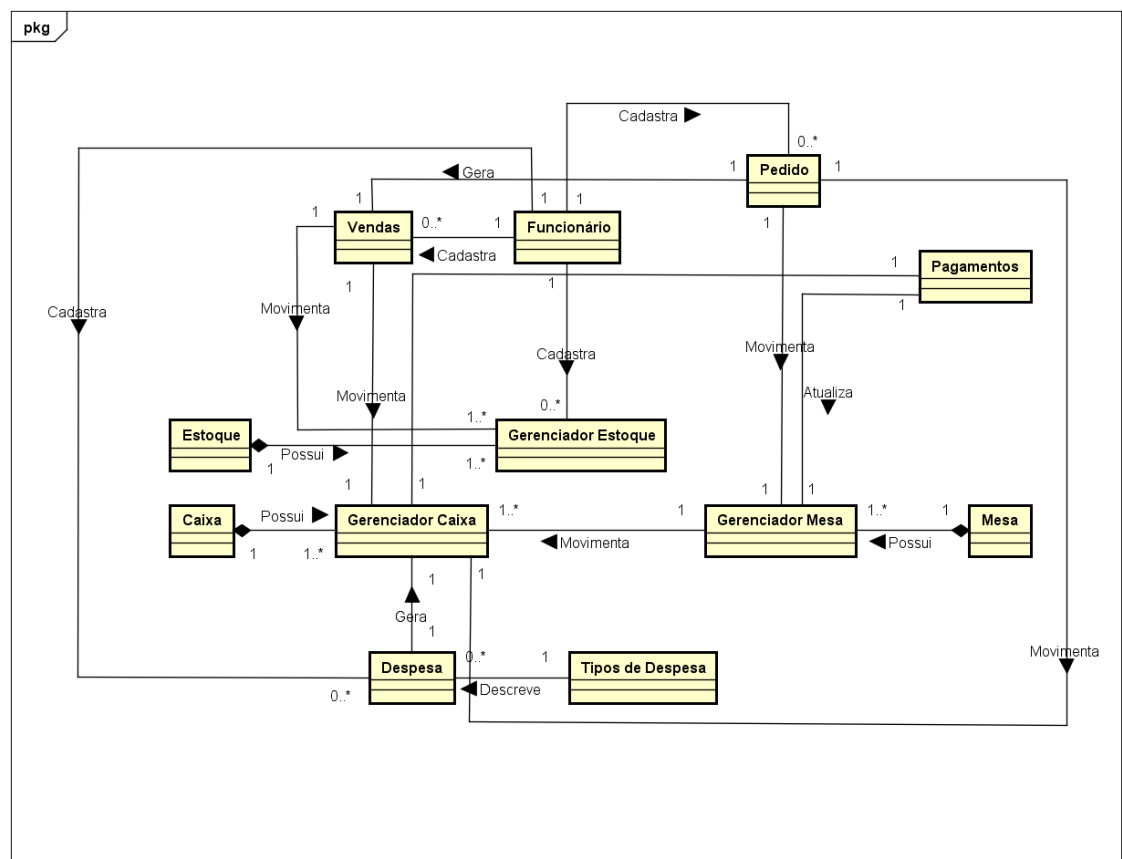 pkg
Cadastra
0..*
1
Pedido
1
Gera
1
1
1
1
1
Vendas
0..*
1
Funcionário
1
Cadastra
1
1
1
Pagamentos
1
Cadastra
Movimenta
Cadastra
Movimenta
Atualiza
Movimenta
0..*
1..*
Estoque
Gerenciador Estoque
Possui
1
1..*
1
1
1
1
Caixa
Possui
Gerenciador Caixa
1..*
1
Gerenciador Mesa
1..*
1
Mesa
Movimenta
Possui
1
1..*
1
1
Gera
1
0..*
1
Movimenta
Despesa
Tipos de Despesa
0..*
Descreve